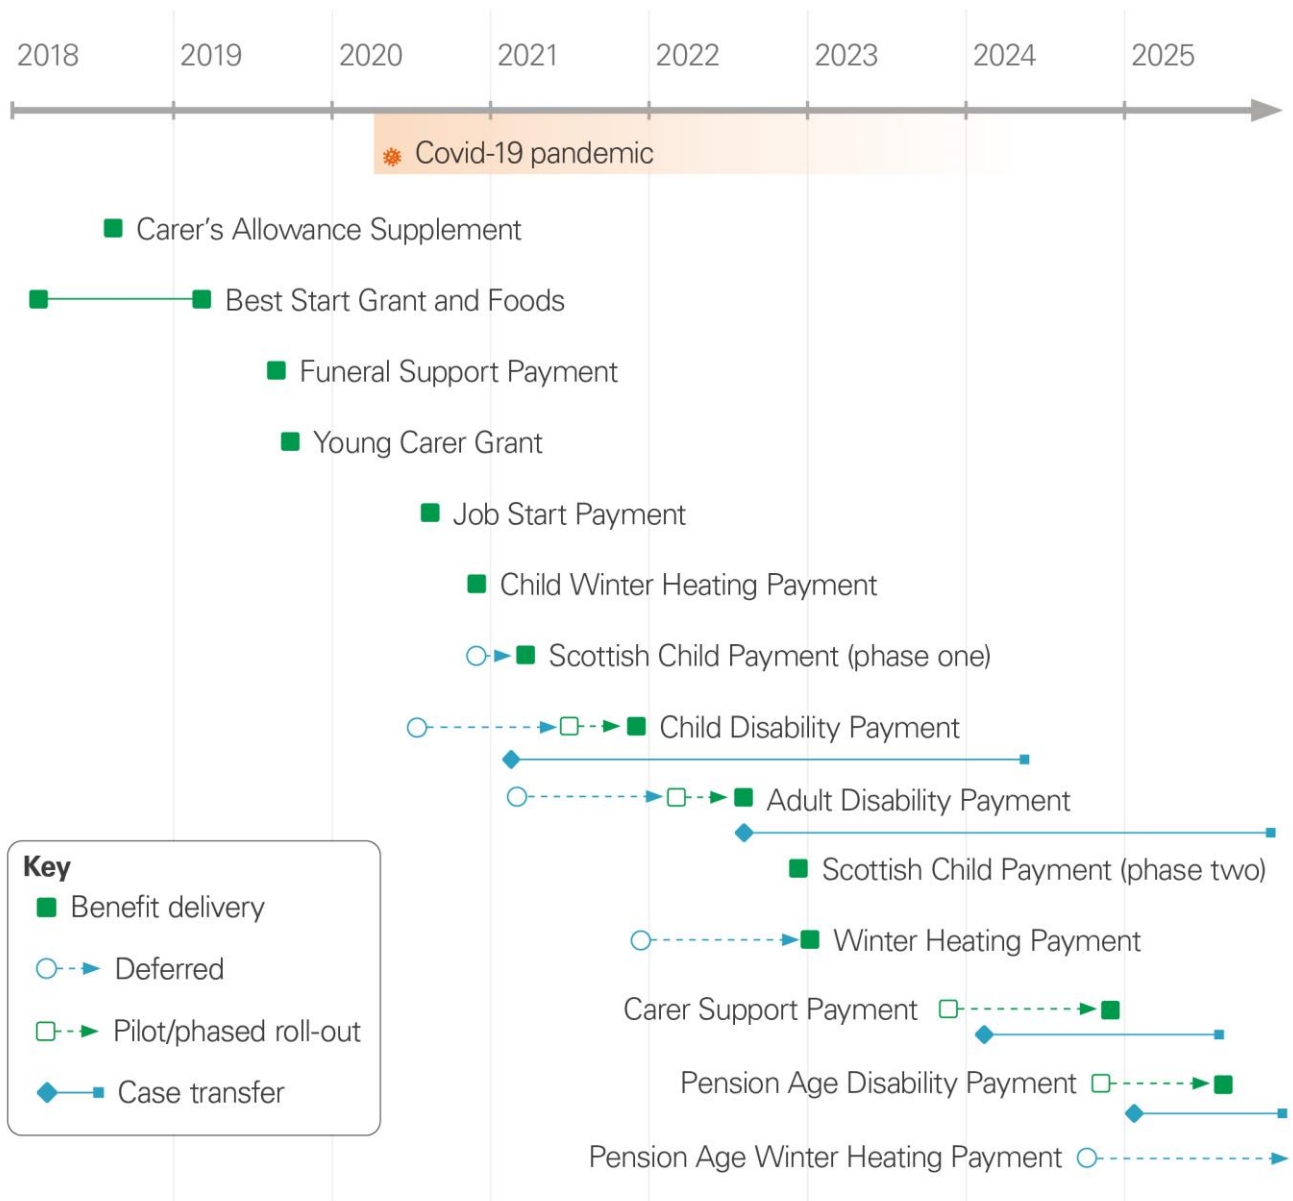 2018 2019 2020 2021 2022 2023 2024 2025
Covid-19 pandemic
Carer’s Allowance Supplement
Best Start Grant and Foods
Funeral Support Payment
Young Carer Grant
Job Start Payment
Child Winter Heating Payment
Scottish Child Payment (phase one)
Child Disability Payment
Adult Disability Payment
Scottish Child Payment (phase two)
Winter Heating Payment
Carer Support Payment
Pension Age Disability Payment
Pension Age Winter Heating Payment
Key
Benefit delivery
Deferred
Pilot/phased roll-out
Case transfer